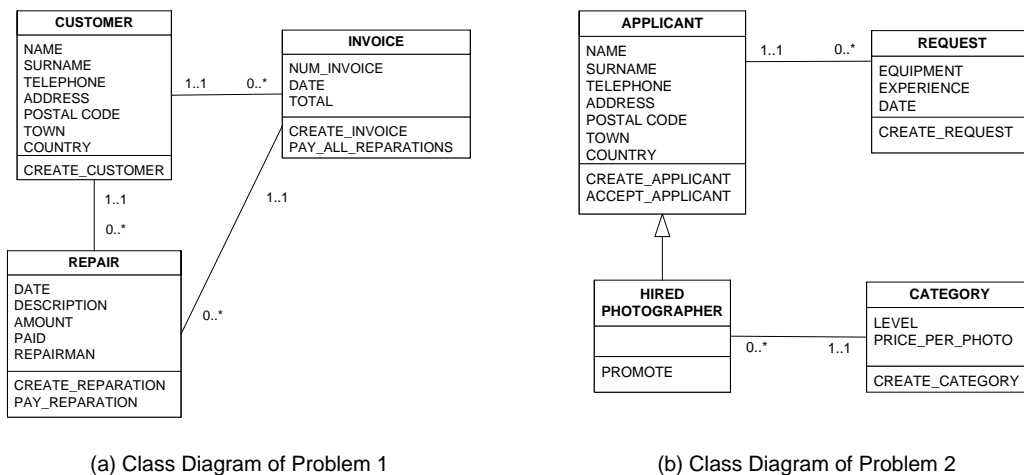 CUSTOMER
NAME
SURNAME
TELEPHONE
ADDRESS
POSTAL CODE
TOWN
COUNTRY
CREATE_CUSTOMER
1..1
0..*
INVOICE
NUM_INVOICE
DATE
TOTAL
CREATE_INVOICE
PAY_ALL_REPARATIONS
1..1
0..*
1..1
0..*
REPAIR
DATE
DESCRIPTION
AMOUNT
PAID
REPAIRMAN
CREATE_REPARATION
PAY_REPARATION
(a) Class Diagram of Problem 1
APPLICANT
NAME
SURNAME
TELEPHONE
ADDRESS
POSTAL CODE
TOWN
COUNTRY
CREATE_APPLICANT
ACCEPT_APPLICANT
1..1
0..*
REQUEST
EQUIPMENT
EXPERIENCE
DATE
CREATE_REQUEST
HIRED
PHOTOGRAPHER
PROMOTE
0..*
1..1
CATEGORY
LEVEL
PRICE_PER_PHOTO
CREATE_CATEGORY
(b) Class Diagram of Problem 2